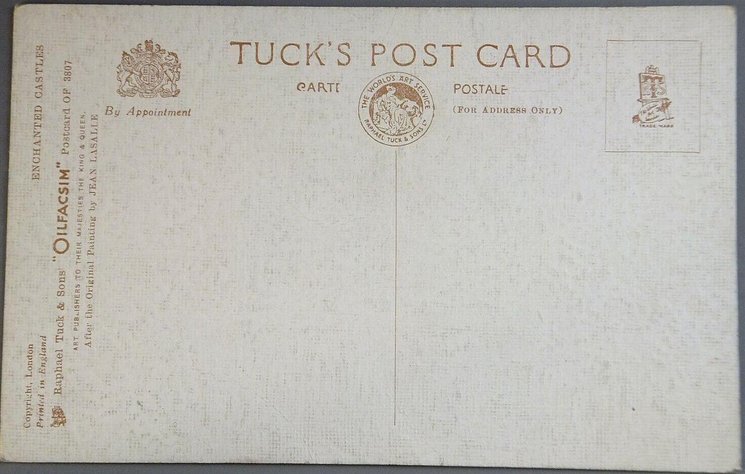 TUCK'S POST CARD
CARTE POSTALE
(FOR ADDRESS ONLY)
By Appointment
THE WORLD'S ART SERVICE
RAPHAEL TUCK & SONS LD
TRADE MARK
ENCHANTED CASTLES
Raphael Tuck & Sons' "OILFACSIM" Postcard OF 3807
ART PUBLISHERS TO THEIR MAJESTIES THE KING & QUEEN.
After the Original Painting by JEAN LASALLE
Copyright, London
Printed in England